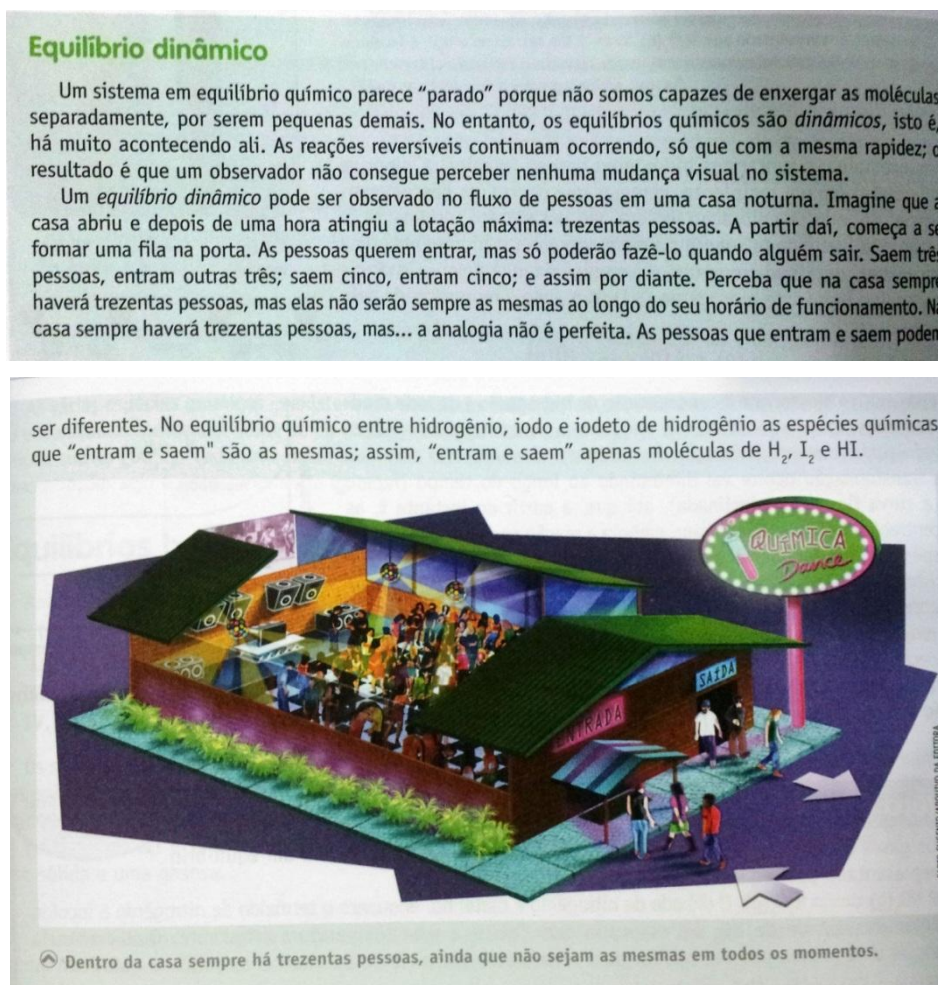 Equilíbrio dinâmico
Um sistema em equilíbrio químico parece “parado” porque não somos capazes de enxergar as moléculas
separadamente, por serem pequenas demais. No entanto, os equilíbrios químicos são dinâmicos, isto é,
há muito acontecendo ali. As reações reversíveis continuam ocorrendo, só que com a mesma rapidez;
resultado é que um observador não consegue perceber nenhuma mudança visual no sistema.
Um equilíbrio dinâmico pode ser observado no fluxo de pessoas em uma casa noturna. Imagine que a
casa abriu e depois de uma hora atingiu a lotação máxima: trezentas pessoas. A partir daí, começa a se
formar uma fila na porta. As pessoas querem entrar, mas só poderão fazê-lo quando alguém sair. Saem três
pessoas, entram outras três; saem cinco, entram cinco; e assim por diante. Perceba que na casa sempre
haverá trezentas pessoas, mas elas não serão sempre as mesmas ao longo do seu horário de funcionamento. Na
casa sempre haverá trezentas pessoas, mas... a analogia não é perfeita. As pessoas que entram e saem podem
ser diferentes. No equilíbrio químico entre hidrogênio, iodo e iodeto de hidrogênio as espécies químicas
que “entram e saem" são as mesmas; assim, “entram e saem” apenas moléculas de H₂, I₂ e HI.
QUÍMICA
Dance
SAÍDA
ENTRADA
Dentro da casa sempre há trezentas pessoas, ainda que não sejam as mesmas em todos os momentos.